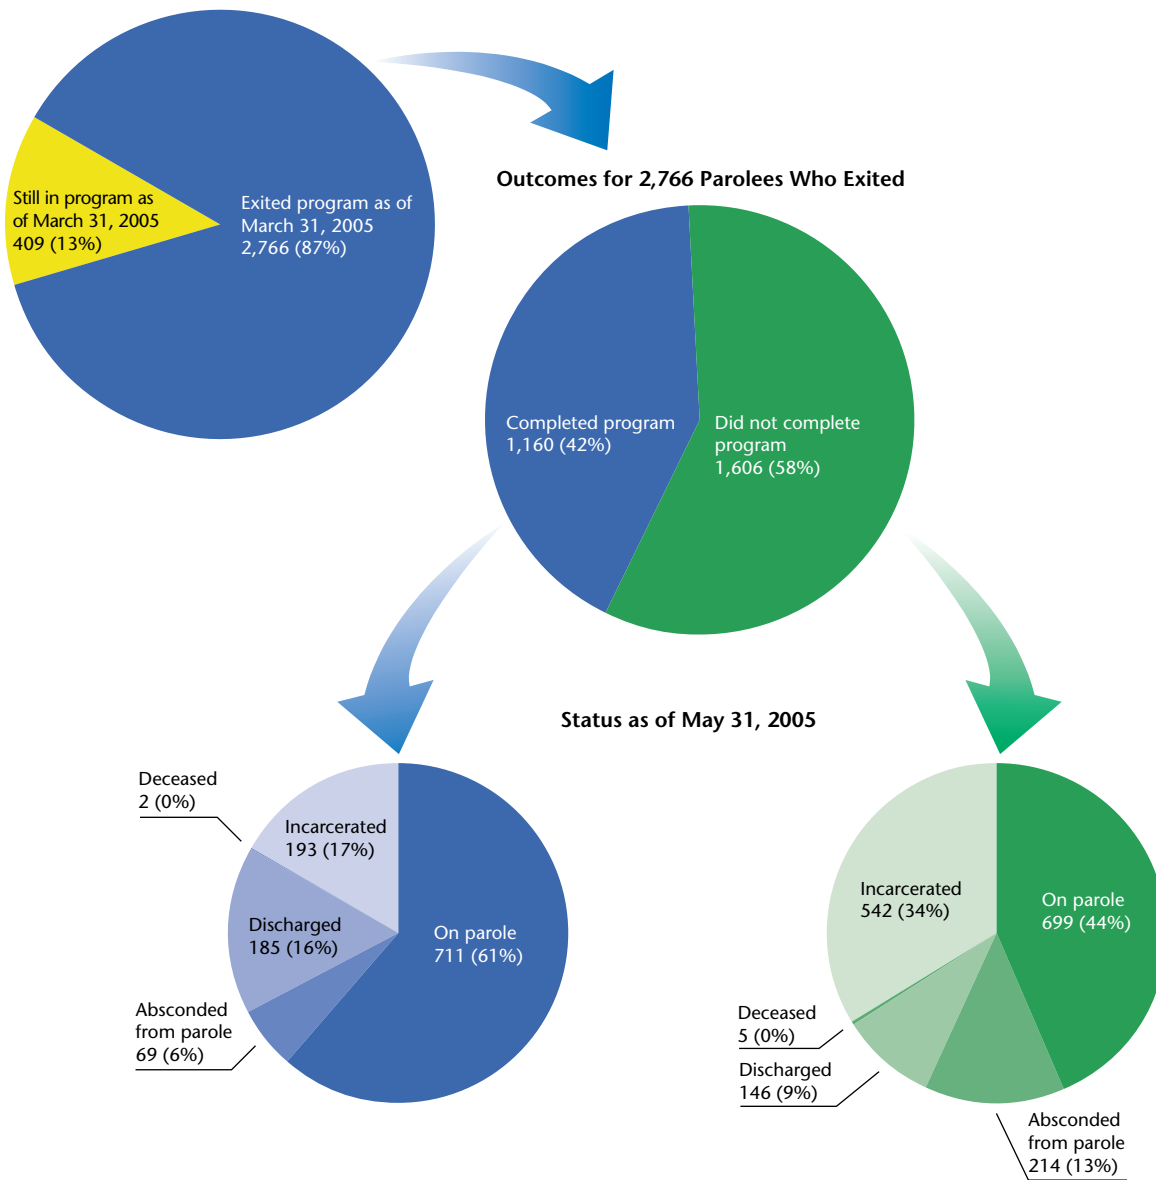 Still in program as
of March 31, 2005
409 (13%)
Exited program as of
March 31, 2005
2,766 (87%)
Outcomes for 2,766 Parolees Who Exited
Completed program
1,160 (42%)
Did not complete
program
1,606 (58%)
Status as of May 31, 2005
Deceased
2 (0%)
Incarcerated
193 (17%)
Discharged
185 (16%)
On parole
711 (61%)
Absconded
from parole
69 (6%)
Incarcerated
542 (34%)
On parole
699 (44%)
Deceased
5 (0%)
Discharged
146 (9%)
Absconded
from parole
214 (13%)